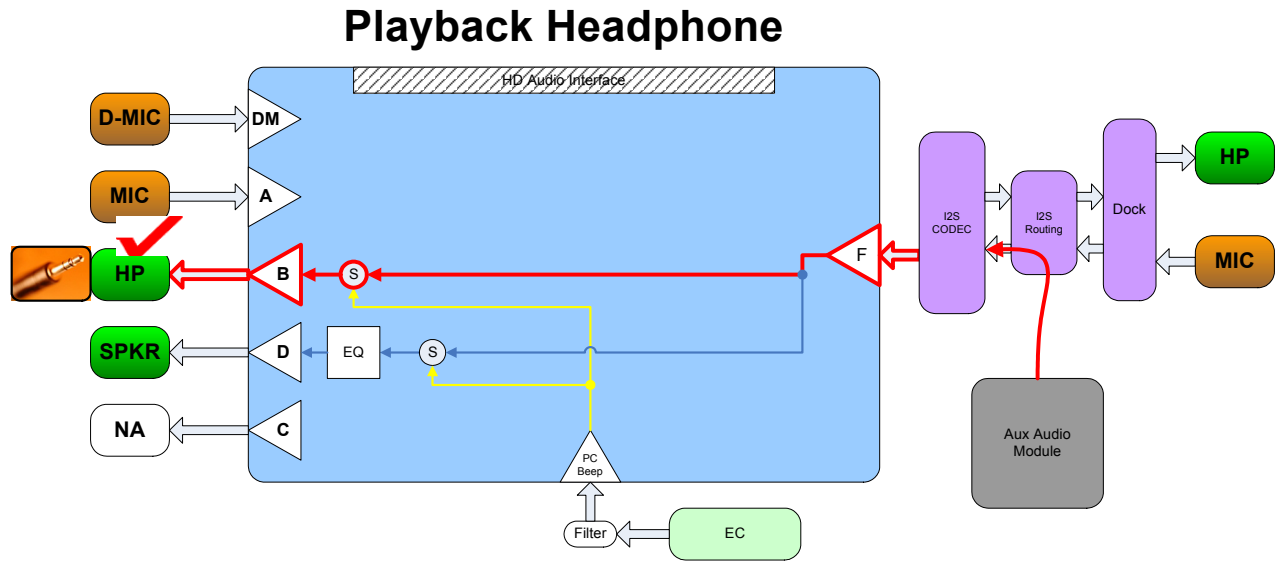 Playback Headphone
HD Audio Interface
D-MIC
DM
MIC
A
HP
B
S
F
I2S
CODEC
I2S
Routing
Dock
HP
MIC
SPKR
D
EQ
S
NA
C
PC
Beep
Aux Audio
Module
Filter
EC